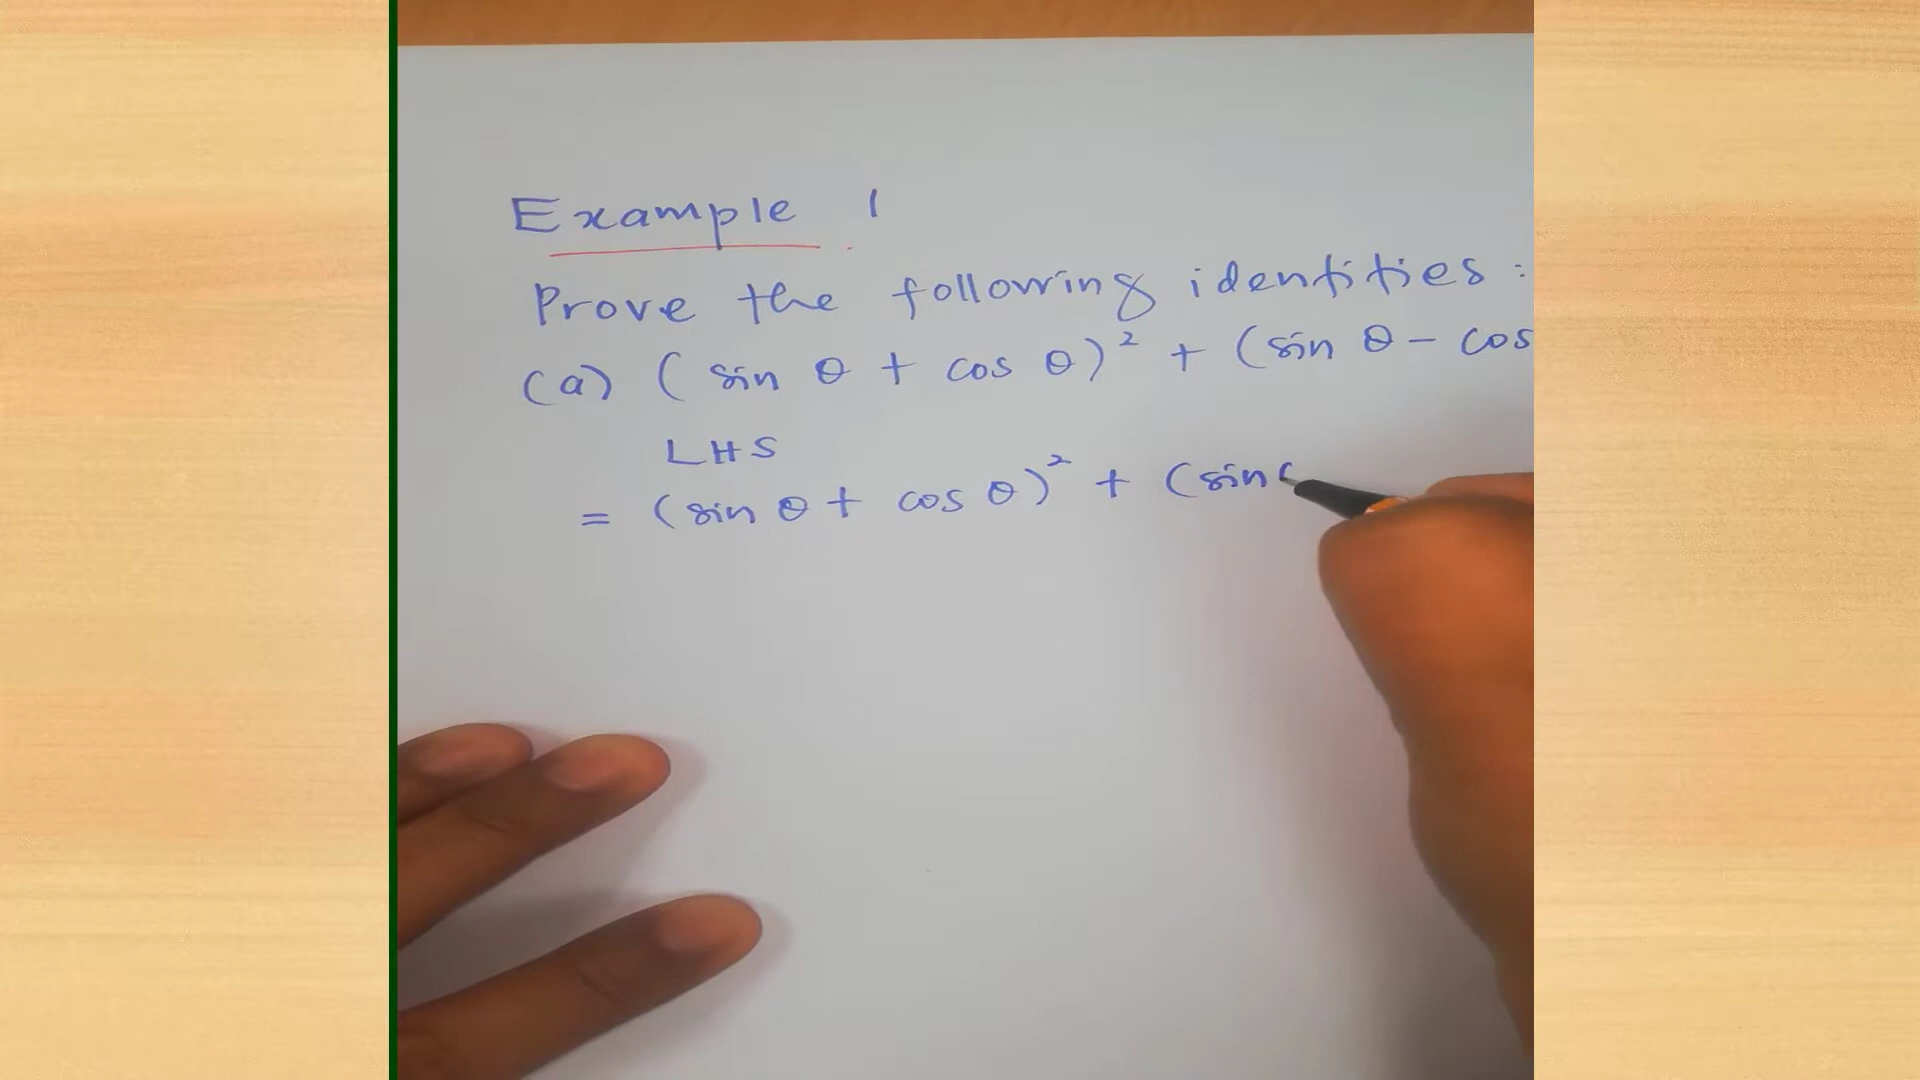 Example 1
Prove the following identities :
(a) ( sin θ + cos θ)² + (sin θ - cos
LHS
= (sin θ + cos θ)² + (sin